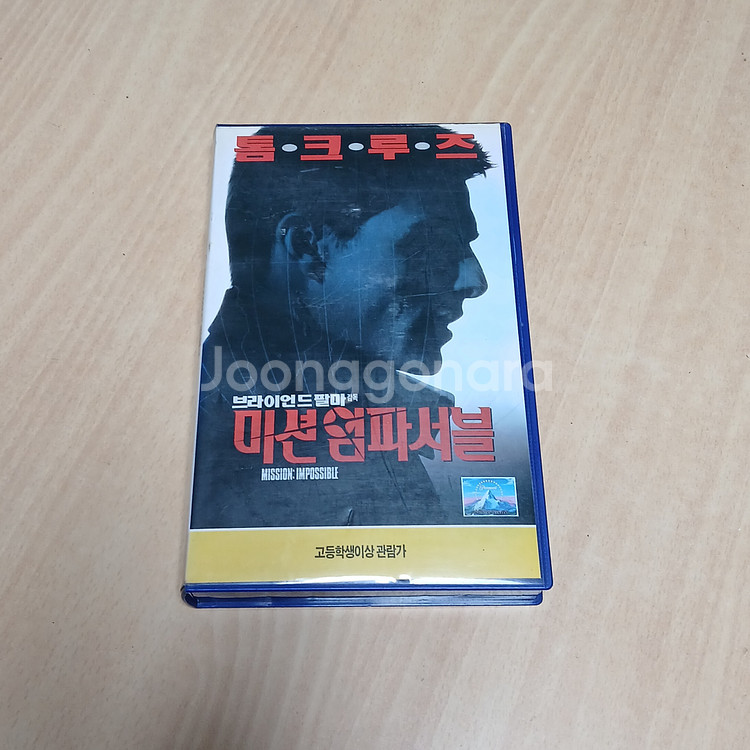 톰·크·루·즈
Joonggonara
브라이언드팔마 감독
미션 임파서블
MISSION: IMPOSSIBLE
Paramount
고등학생이상 관람가